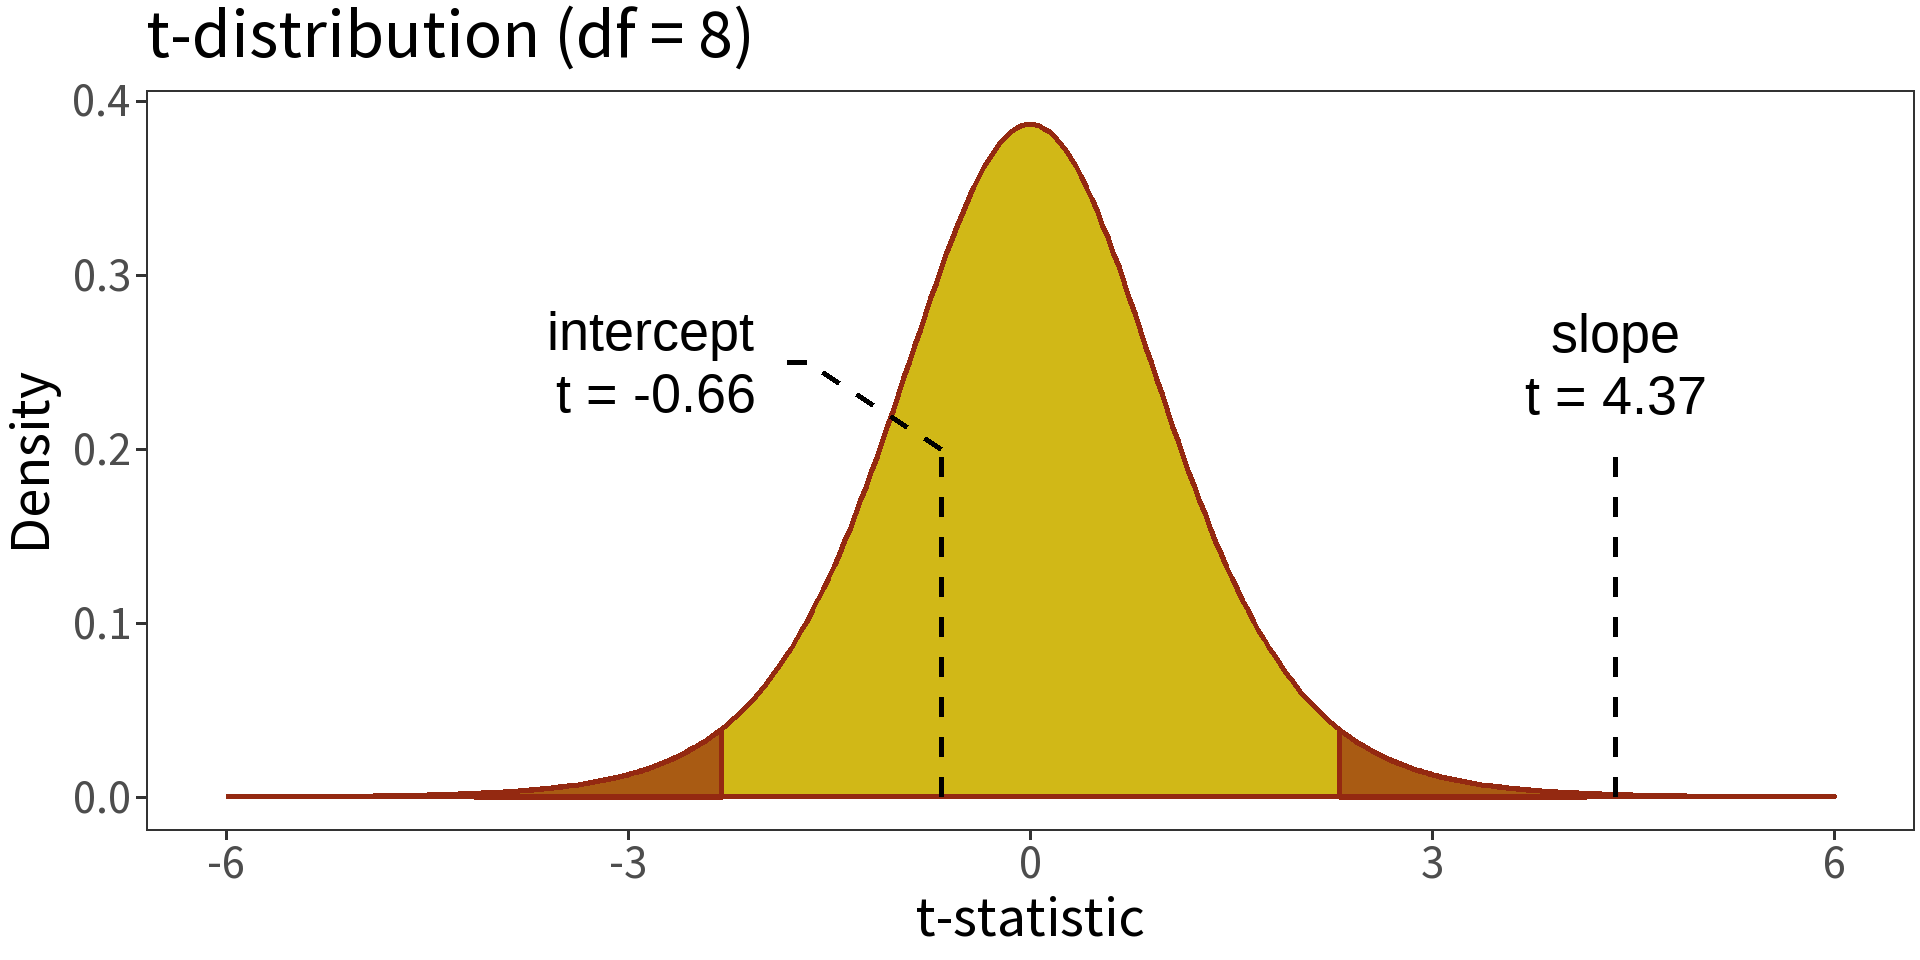 t-distribution (df = 8)
0.4
0.3
0.2
0.1
0.0
Density
intercept
t = -0.66
slope
t = 4.37
-6 -3 0 3 6
t-statistic